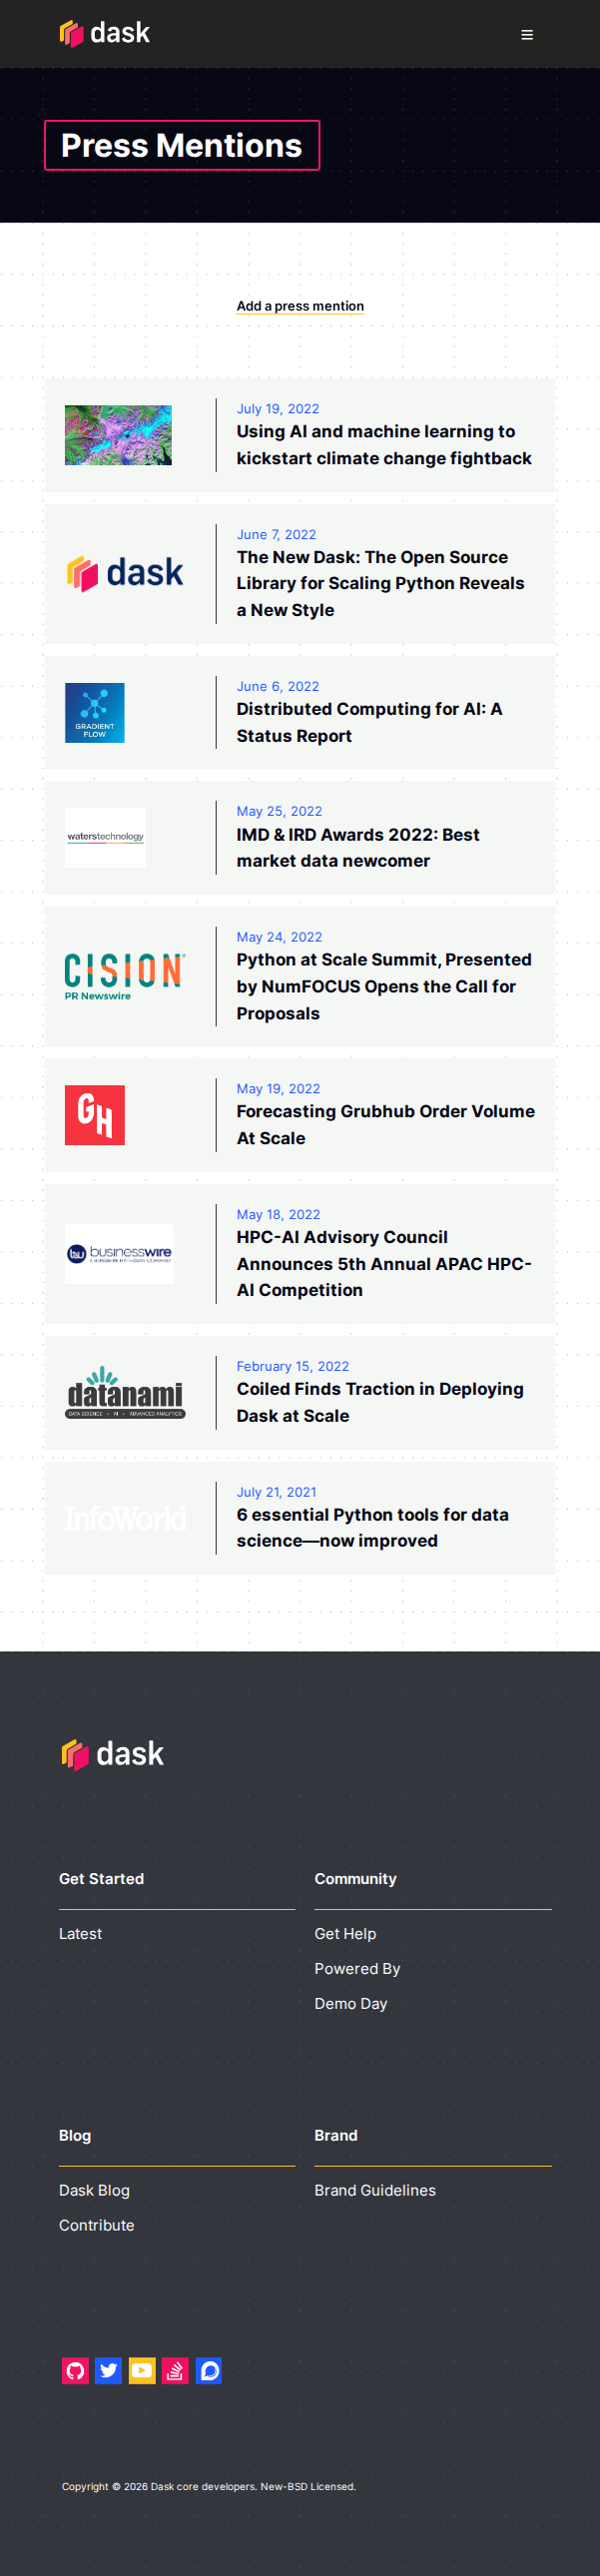 dask
Press Mentions
Add a press mention
July 19, 2022
Using AI and machine learning to
kickstart climate change fightback
dask
June 7, 2022
The New Dask: The Open Source
Library for Scaling Python Reveals
a New Style
GRADIENT
FLOW
June 6, 2022
Distributed Computing for AI: A
Status Report
waterstechnology
May 25, 2022
IMD & IRD Awards 2022: Best
market data newcomer
CISION
PR Newswire
May 24, 2022
Python at Scale Summit, Presented
by NumFOCUS Opens the Call for
Proposals
GH
May 19, 2022
Forecasting Grubhub Order Volume
At Scale
businesswire
A BERKSHIRE HATHAWAY COMPANY
May 18, 2022
HPC-AI Advisory Council
Announces 5th Annual APAC HPC-
AI Competition
datanami
DATA SCIENCE • AI • ADVANCED ANALYTICS
February 15, 2022
Coiled Finds Traction in Deploying
Dask at Scale
InfoWorld
July 21, 2021
6 essential Python tools for data
science—now improved
dask
Get Started
Latest
Community
Get Help
Powered By
Demo Day
Blog
Dask Blog
Contribute
Brand
Brand Guidelines
Copyright © 2026 Dask core developers. New-BSD Licensed.